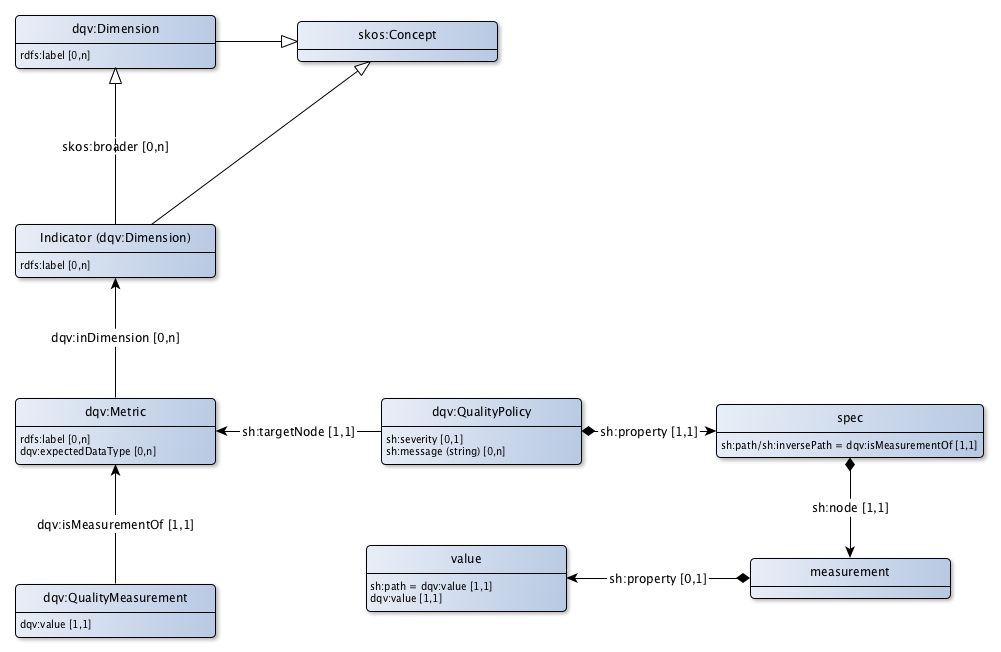 dqv:Dimension
rdfs:label [0,n]
skos:Concept
skos:broader [0,n]
Indicator (dqv:Dimension)
rdfs:label [0,n]
dqv:inDimension [0,n]
dqv:Metric
rdfs:label [0,n]
dqv:expectedDataType [0,n]
sh:targetNode [1,1]
dqv:QualityPolicy
sh:severity [0,1]
sh:message (string) [0,n]
sh:property [1,1]
spec
sh:path/sh:inversePath = dqv:isMeasurementOf [1,1]
sh:node [1,1]
dqv:isMeasurementOf [1,1]
value
sh:path = dqv:value [1,1]
dqv:value [1,1]
sh:property [0,1]
measurement
dqv:QualityMeasurement
dqv:value [1,1]